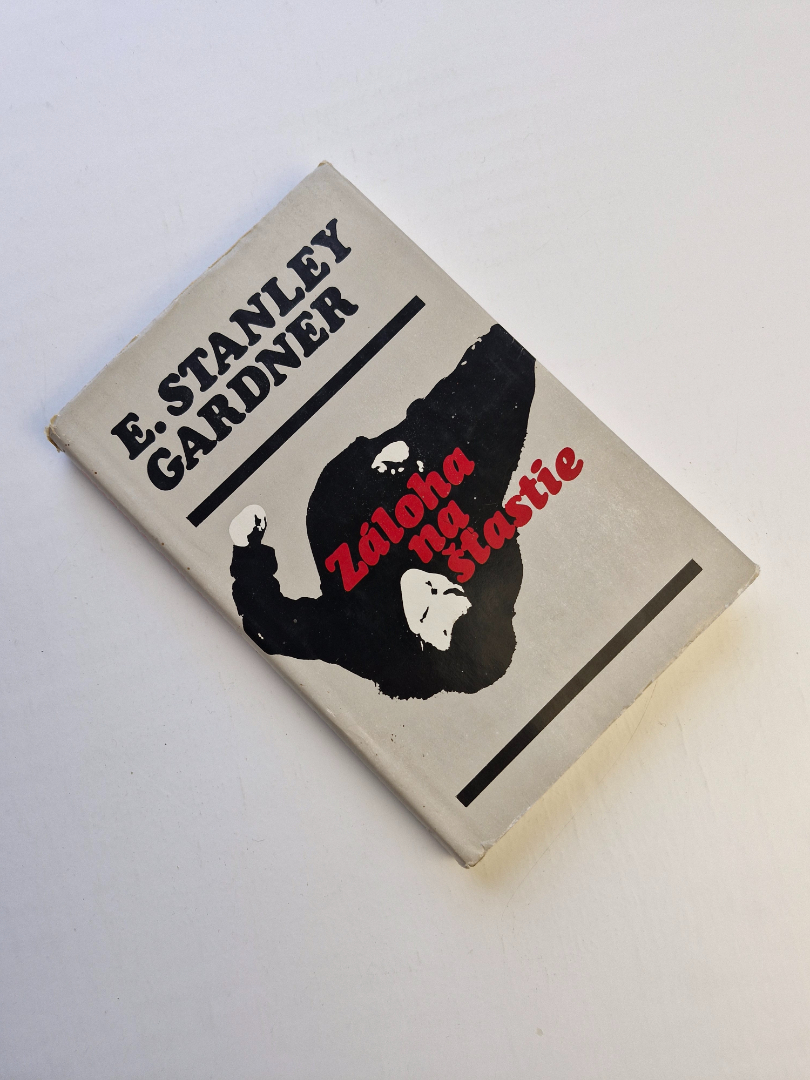 E. STANLEY
GARDNER
Záloha
na
šťastie